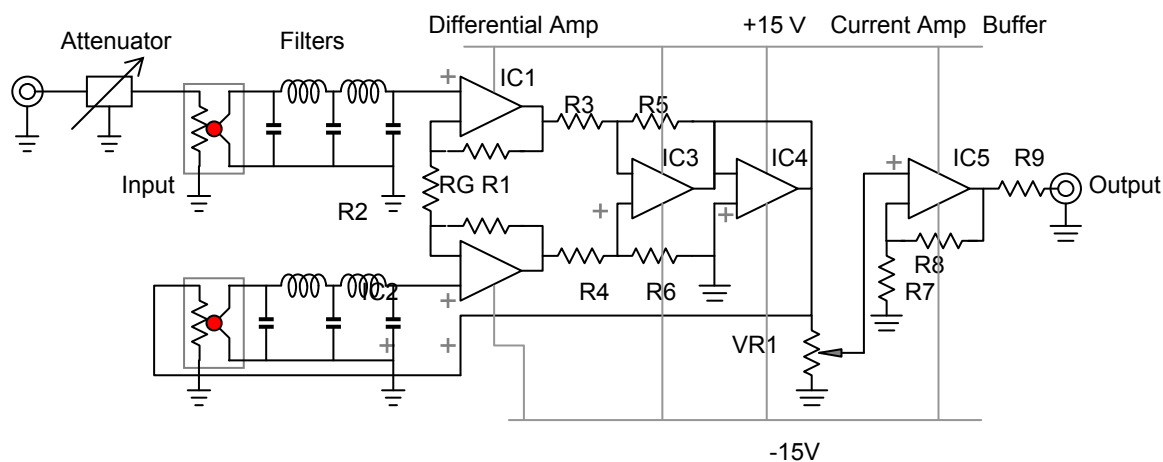 Differential Amp
+15 V
Current Amp
Buffer
Attenuator
Filters
+
IC1
R3
R5
IC3
IC4
+
IC5
R9
Input
RG
R1
Output
R2
+
+
R8
IC2
+
R4
R6
R7
+
+
VR1
-15V